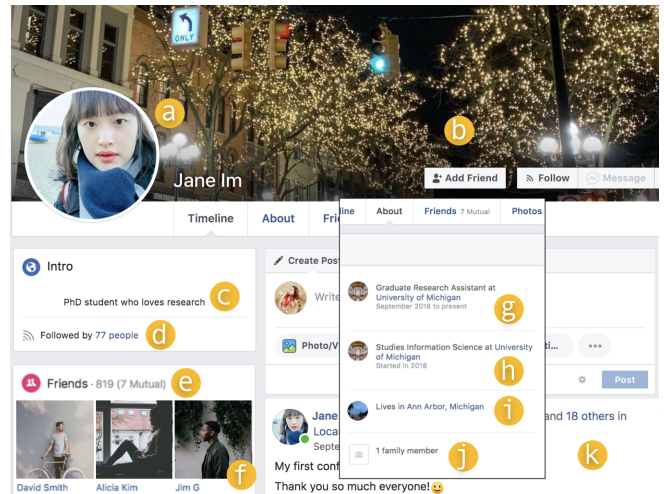 ONLY
a
b
Jane Im
Add Friend
Follow
Message
Timeline
About
Fri
line
About
Friends 7 Mutual
Photos
Intro
PhD student who loves research
c
Followed by 77 people
d
Friends · 819 (7 Mutual)
e
David Smith
Alicia Kim
Jim G
f
Create Pos
Write
Photo/V
ti...
Post
Graduate Research Assistant at
University of Michigan
September 2018 to present
g
Studies Information Science at University
of Michigan
Started in 2018
h
Lives in Ann Arbor, Michigan
i
1 family member
j
Jane
and 18 others in
Loca
Septe
k
My first conf
Thank you so much everyone!😀